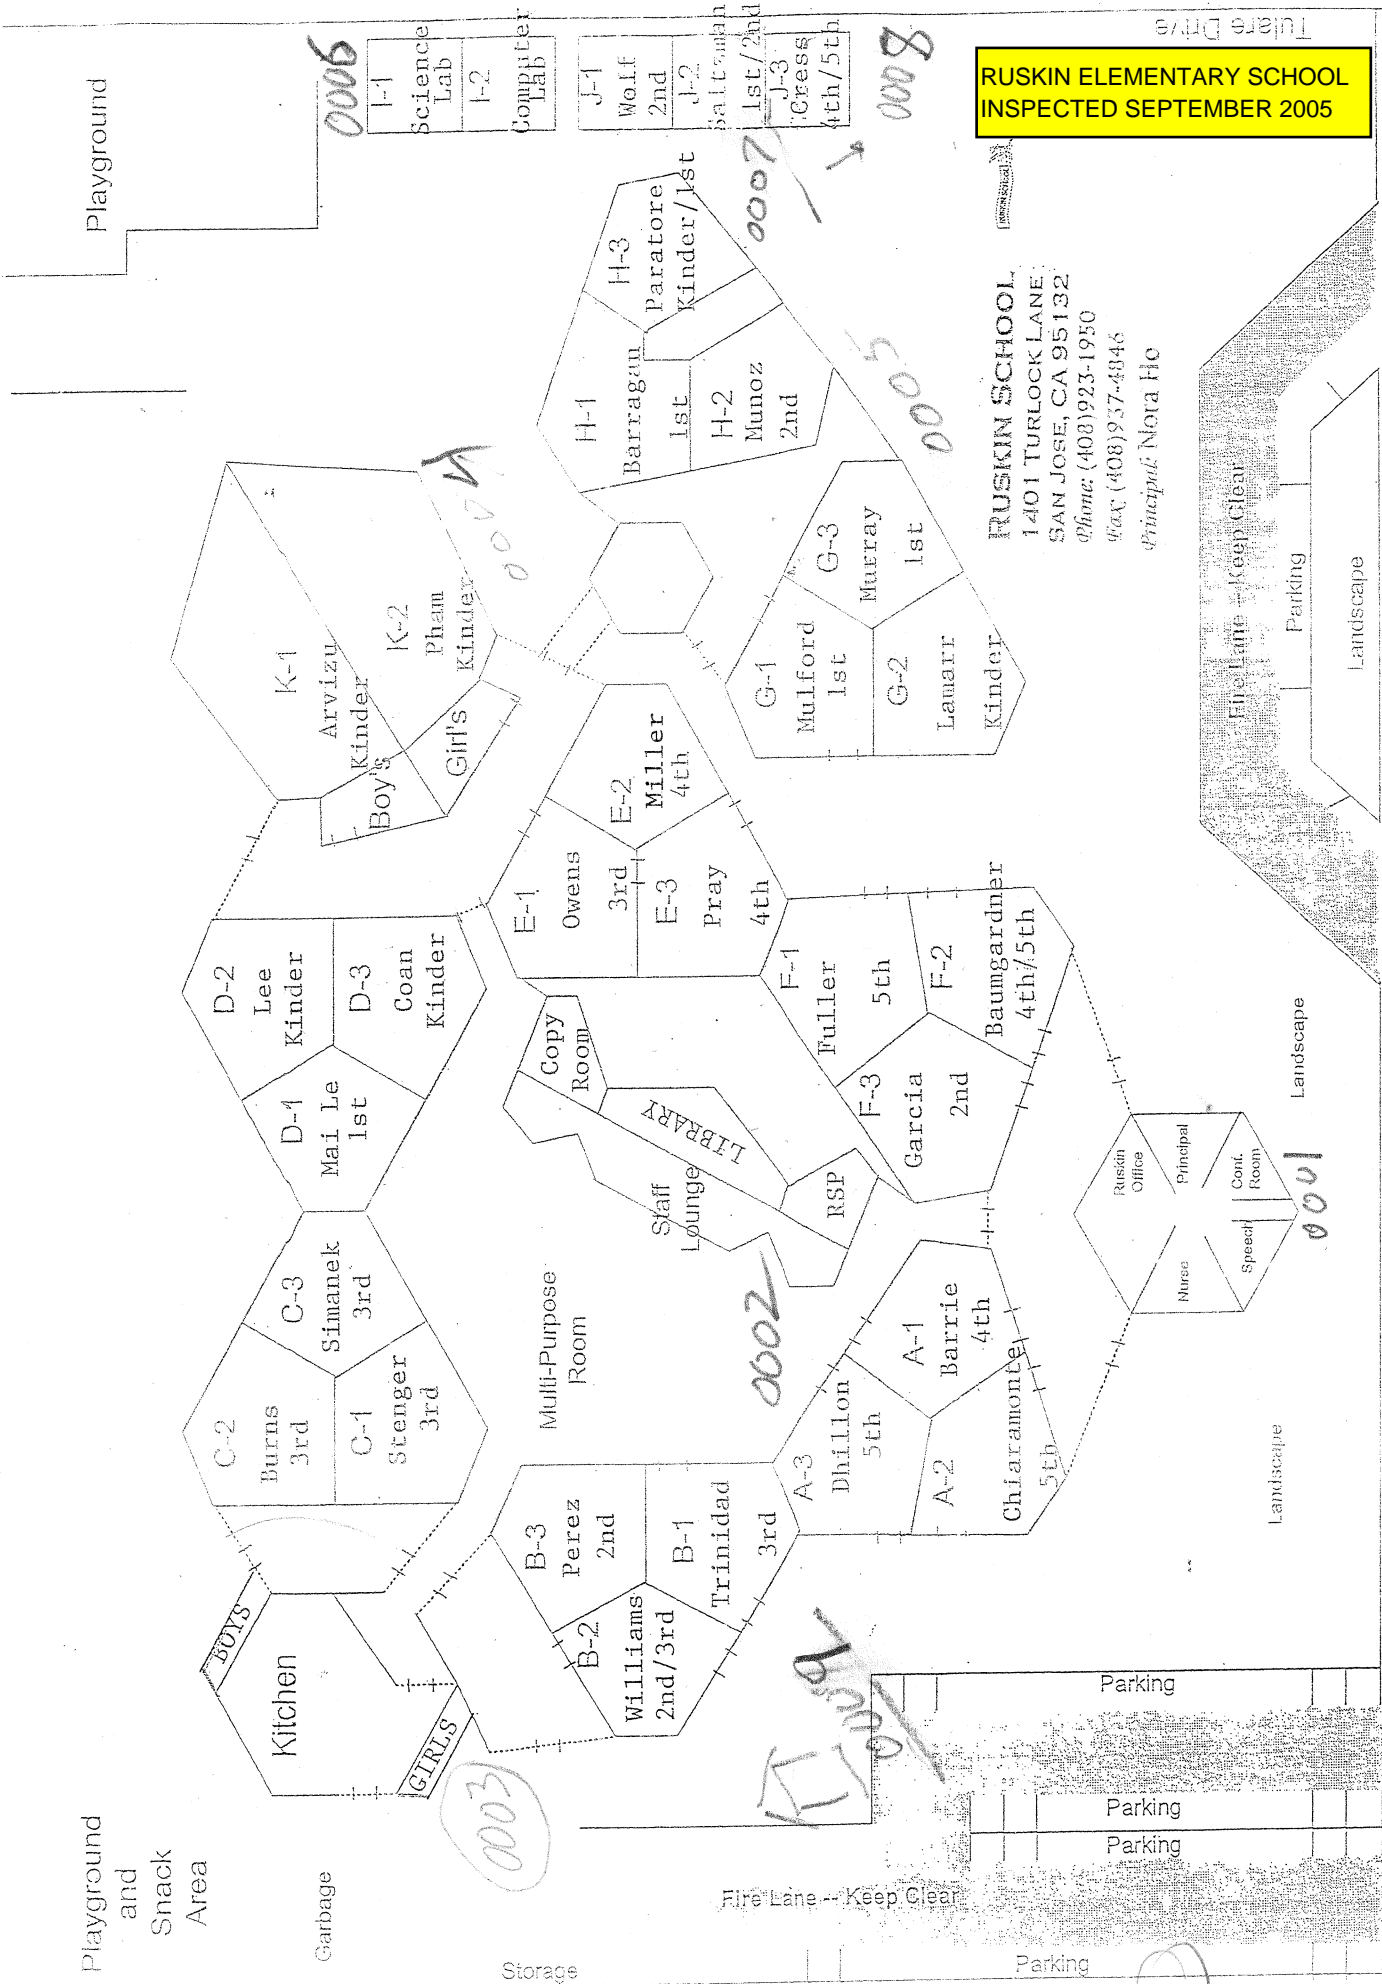 RUSKIN ELEMENTARY SCHOOL
INSPECTED SEPTEMBER 2005
Tulare Drive
Playground
0006
I-1
Science
Lab
I-2
Computer
Lab
J-1
Wolf
2nd
J-2
Saltzman
1st/2nd
J-3
Cress
4th/5th
0007
0008
H-3
Paratore
Kinder/1st
H-1
Barragan
1st
H-2
Munoz
2nd
0005
RUSKIN SCHOOL
1401 TURLOCK LANE
SAN JOSE, CA 95132
Phone: (408)923-1950
Fax: (408)937-4846
Principal: Nora Ho
0004
K-1
Arvizu
Kinder
K-2
Pham
Kinder
Boy's
Girl's
G-3
Murray
1st
G-1
Mulford
1st
G-2
Lamarr
Kinder
Fire Lane -- Keep Clear
Parking
Landscape
E-2
Miller
4th
E-1
Owens
3rd
E-3
Pray
4th
D-2
Lee
Kinder
D-3
Coan
Kinder
D-1
Mai Le
1st
F-1
Fuller
5th
F-2
Baumgardner
4th/5th
F-3
Garcia
2nd
Copy
Room
LIBRARY
Staff
Lounge
RSP
0002
Ruskin
Office
Principal
Conf.
Room
Nurse
Speech
0001
Landscape
C-3
Simanek
3rd
C-2
Burns
3rd
C-1
Stenger
3rd
Multi-Purpose
Room
A-1
Barrie
4th
A-3
Dhillon
5th
A-2
Chiaramonte
5th
Landscape
B-3
Perez
2nd
B-1
Trinidad
3rd
B-2
Williams
2nd/3rd
BOYS
Kitchen
GIRLS
0003
0009
Playground
and
Snack
Area
Garbage
Storage
Fire Lane -- Keep Clear
Parking
Parking
Parking
Parking